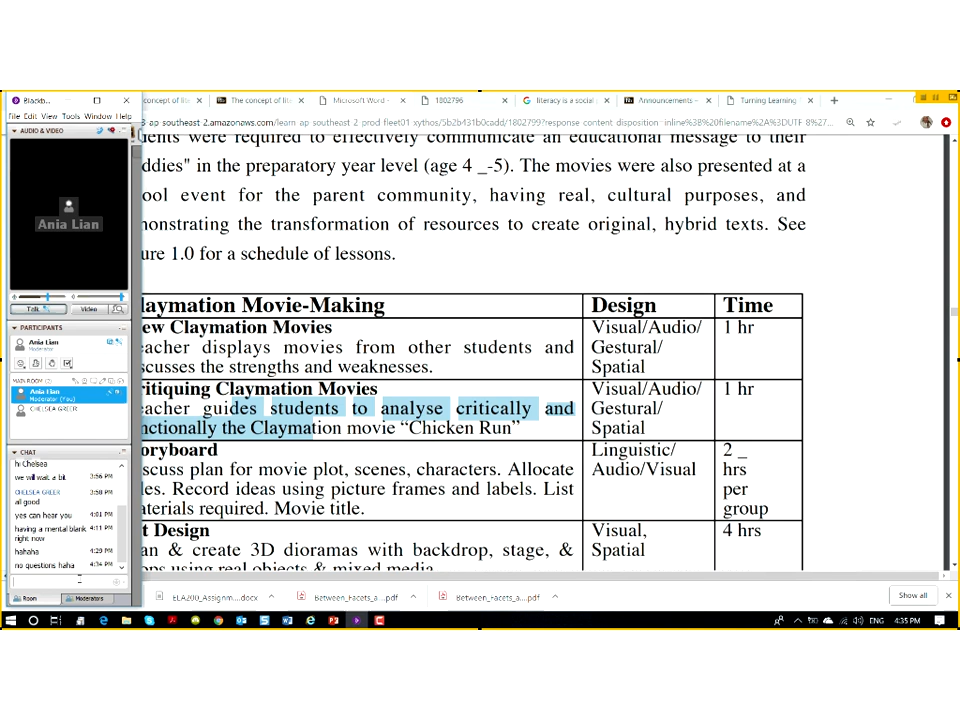 Blackb...
File Edit View Tools Window Help
AUDIO & VIDEO
Ania Lian
Talk
Video
PARTICIPANTS
Ania Lian
Moderator
MAIN ROOM (2)
Ania Lian
Moderator (You)
CHELSEA GREER
CHAT
hi Chelsea
we will wait a bit 3:56 PM
CHELSEA GREER 3:58 PM
all good
yes can hear you 4:01 PM
having a mental blank 4:11 PM
right now
hahaha 4:29 PM
no questions haha 4:34 PM
Room
Moderators
concept of lite
The concept of lit
Microsoft Word -
1802796
literacy is a social
Announcements –
Turning Learning
ap-southeast-2.amazonaws.com/learn-ap-southeast-2-prod-fleet01-xythos/5b2b431b0cadd/1802799?response-content-disposition=inline%3B%20filename%2A%3DUTF-8%27...
dents were required to effectively communicate an educational message to their
ddies" in the preparatory year level (age 4 _-5). The movies were also presented at a
ool event for the parent community, having real, cultural purposes, and
monstrating the transformation of resources to create original, hybrid texts. See
ure 1.0 for a schedule of lessons.
laymation Movie-Making Design Time
ew Claymation Movies Visual/Audio/ 1 hr
eacher displays movies from other students and Gestural/
scusses the strengths and weaknesses. Spatial
ritiquing Claymation Movies Visual/Audio/ 1 hr
eacher guides students to analyse critically and Gestural/
nctionally the Claymation movie “Chicken Run” Spatial
oryboard Linguistic/ 2 _
scuss plan for movie plot, scenes, characters. Allocate Audio/Visual hrs
les. Record ideas using picture frames and labels. List per
aterials required. Movie title. group
t Design Visual, 4 hrs
an & create 3D dioramas with backdrop, stage, & Spatial
ops using real objects & mixed media
ELA200_Assignm....docx
Between_Facets_a....pdf
Between_Facets_a....pdf
Show all
ENG
4:35 PM